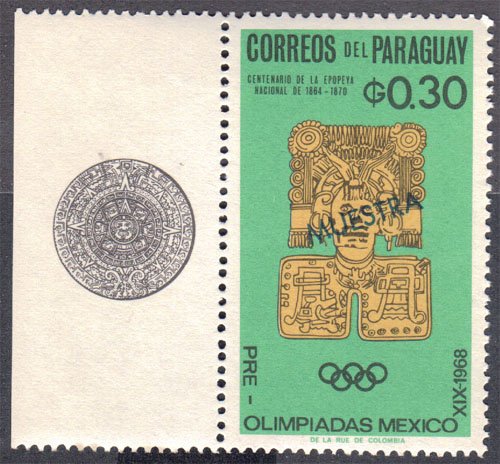 CORREOS DEL PARAGUAY
CENTENARIO DE LA EPOPEYA
NACIONAL DE 1864-1870
₲0.30
MUESTRA
PRE-
OLIMPIADAS MEXICO
XIX-1968
DE LA RUE DE COLOMBIA